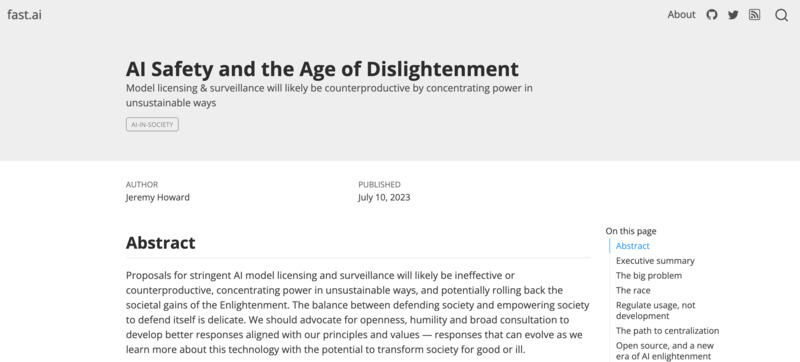 fast.ai
About
AI Safety and the Age of Dislightenment
Model licensing & surveillance will likely be counterproductive by concentrating power in
unsustainable ways
AI-IN-SOCIETY
AUTHOR
Jeremy Howard
PUBLISHED
July 10, 2023
Abstract
Proposals for stringent AI model licensing and surveillance will likely be ineffective or
counterproductive, concentrating power in unsustainable ways, and potentially rolling back the
societal gains of the Enlightenment. The balance between defending society and empowering society
to defend itself is delicate. We should advocate for openness, humility and broad consultation to
develop better responses aligned with our principles and values — responses that can evolve as we
learn more about this technology with the potential to transform society for good or ill.
On this page
Abstract
Executive summary
The big problem
The race
Regulate usage, not
development
The path to centralization
Open source, and a new
era of AI enlightenment